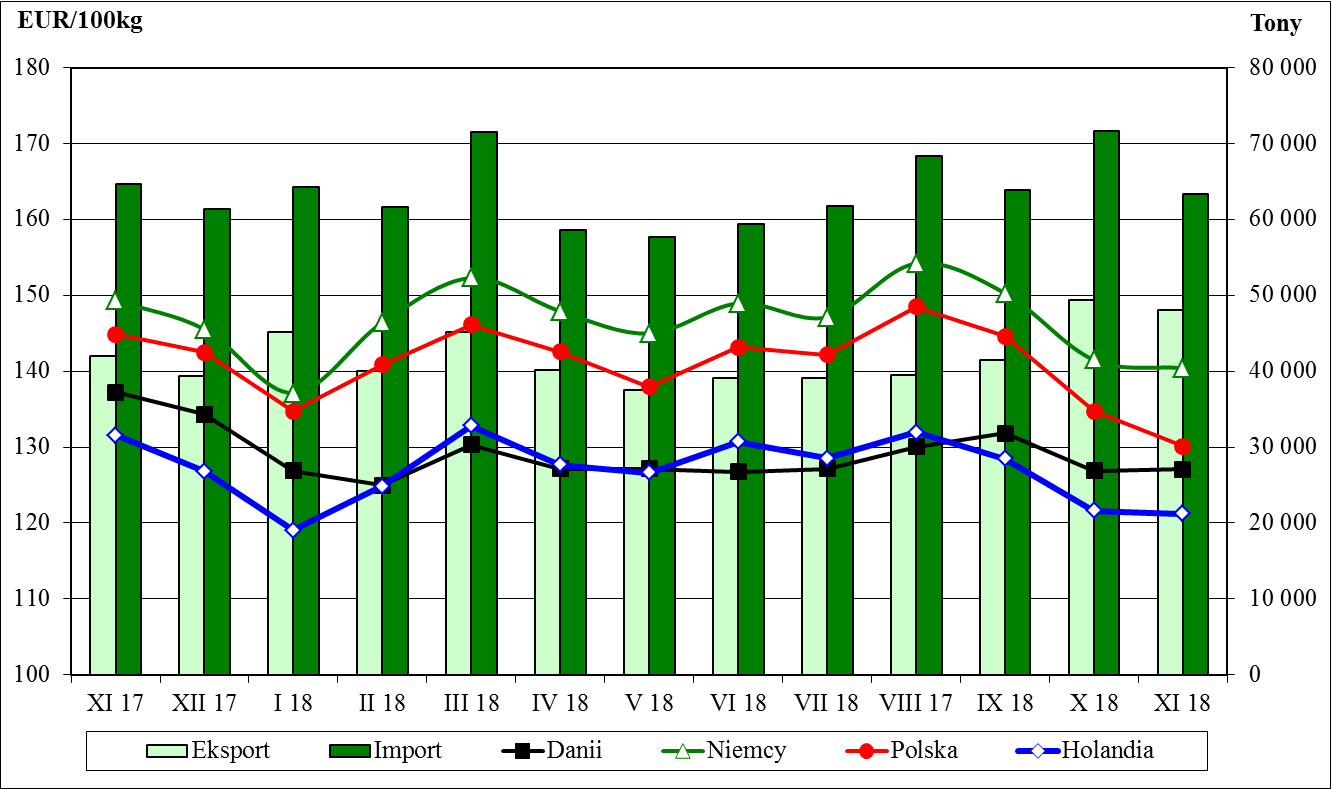 EUR/100kg Tony
180 80 000
170 70 000
160 60 000
150 50 000
140 40 000
130 30 000
120 20 000
110 10 000
100 0
XI 17 XII 17 I 18 II 18 III 18 IV 18 V 18 VI 18 VII 18 VIII 17 IX 18 X 18 XI 18
Eksport Import Danii Niemcy Polska Holandia